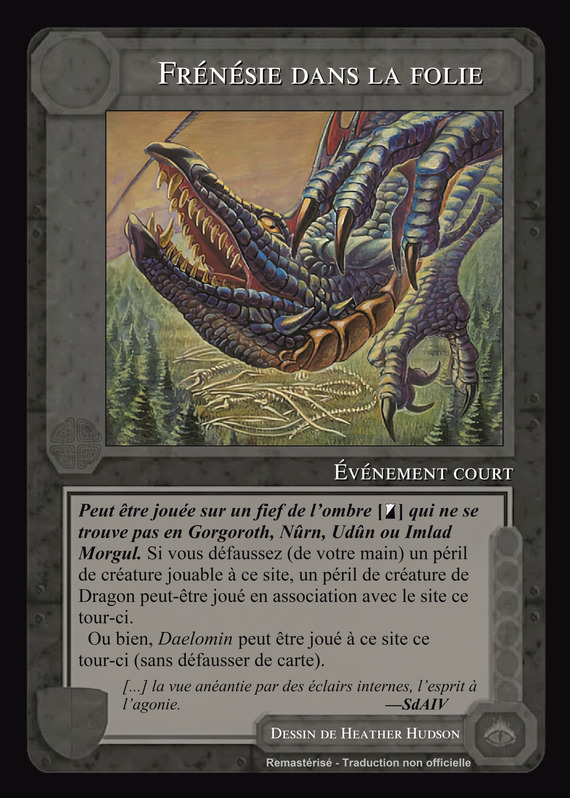 Frénésie dans la folie
Événement court
Peut être jouée sur un fief de l'ombre [] qui ne se
trouve pas en Gorgoroth, Nûrn, Udûn ou Imlad
Morgul. Si vous défaussez (de votre main) un péril
de créature jouable à ce site, un péril de créature de
Dragon peut-être joué en association avec le site ce
tour-ci.
Ou bien, Daelomin peut être joué à ce site ce
tour-ci (sans défausser de carte).
[...] la vue anéantie par des éclairs internes, l'esprit à
l'agonie. —SdAIV
Dessin de Heather Hudson
Remastérisé - Traduction non officielle